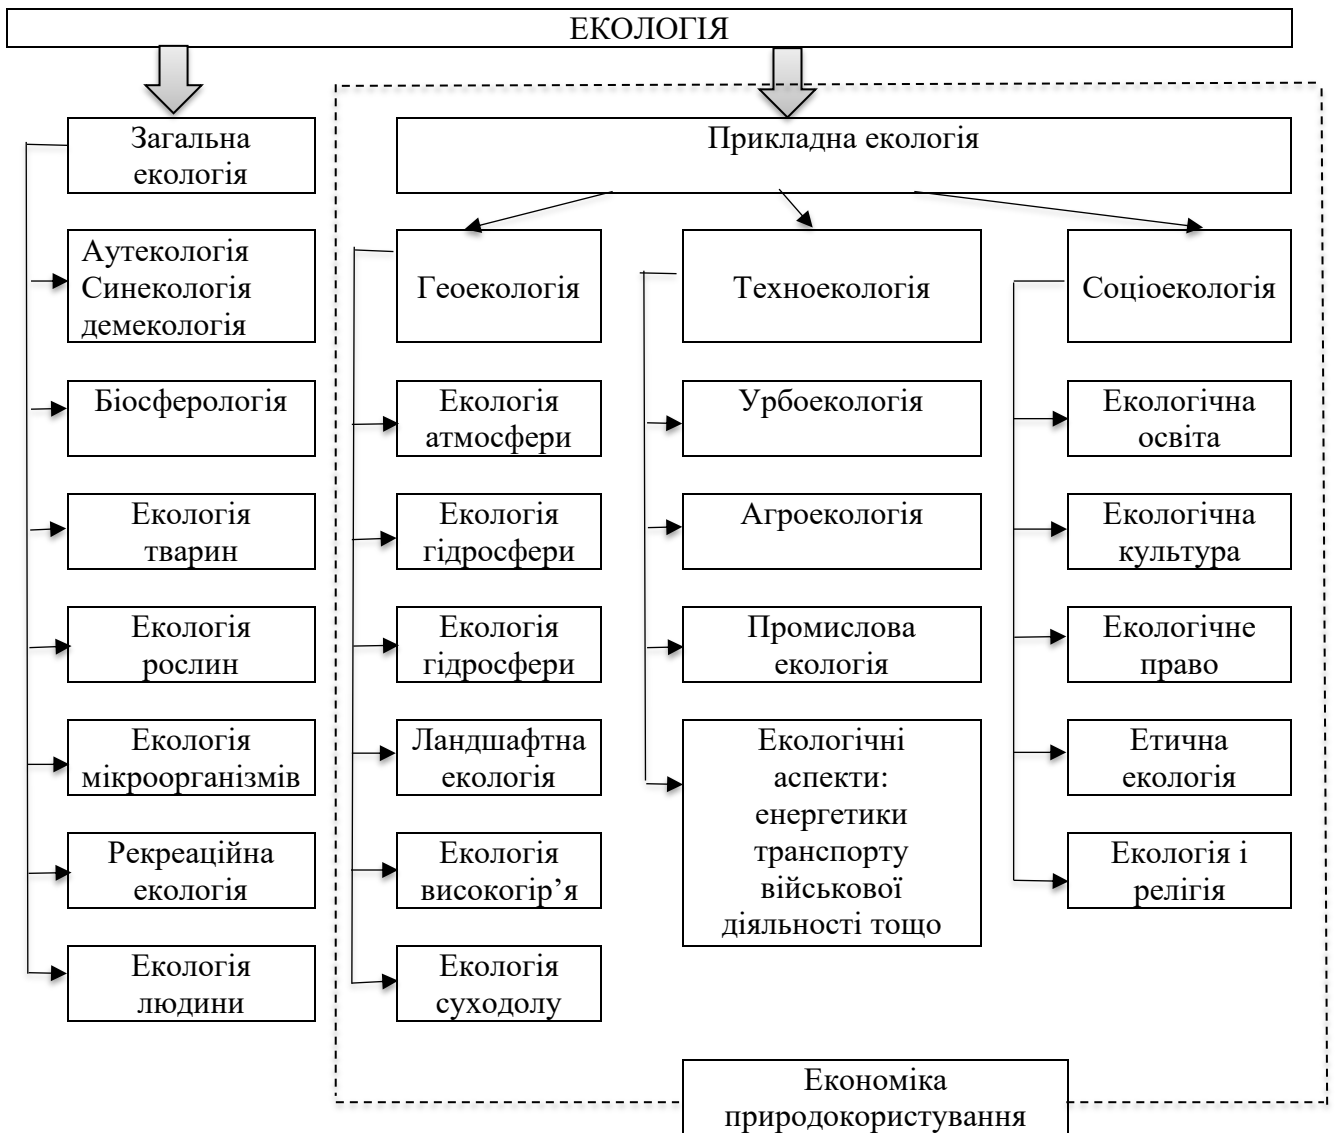 ЕКОЛОГІЯ
Загальна
екологія
Прикладна екологія
Аутекологія
Синекологія
демекологія
Геоекологія
Техноекологія
Соціоекологія
Біосферологія
Екологія
атмосфери
Урбоекологія
Екологічна
освіта
Екологія
тварин
Екологія
гідросфери
Агроекологія
Екологічна
культура
Екологія
рослин
Екологія
гідросфери
Промислова
екологія
Екологічне
право
Екологія
мікроорганізмів
Ландшафтна
екологія
Екологічні
аспекти:
енергетики
транспорту
військової
діяльності тощо
Етична
екологія
Рекреаційна
екологія
Екологія
високогір’я
Екологія і
релігія
Екологія
людини
Екологія
суходолу
Економіка
природокористування